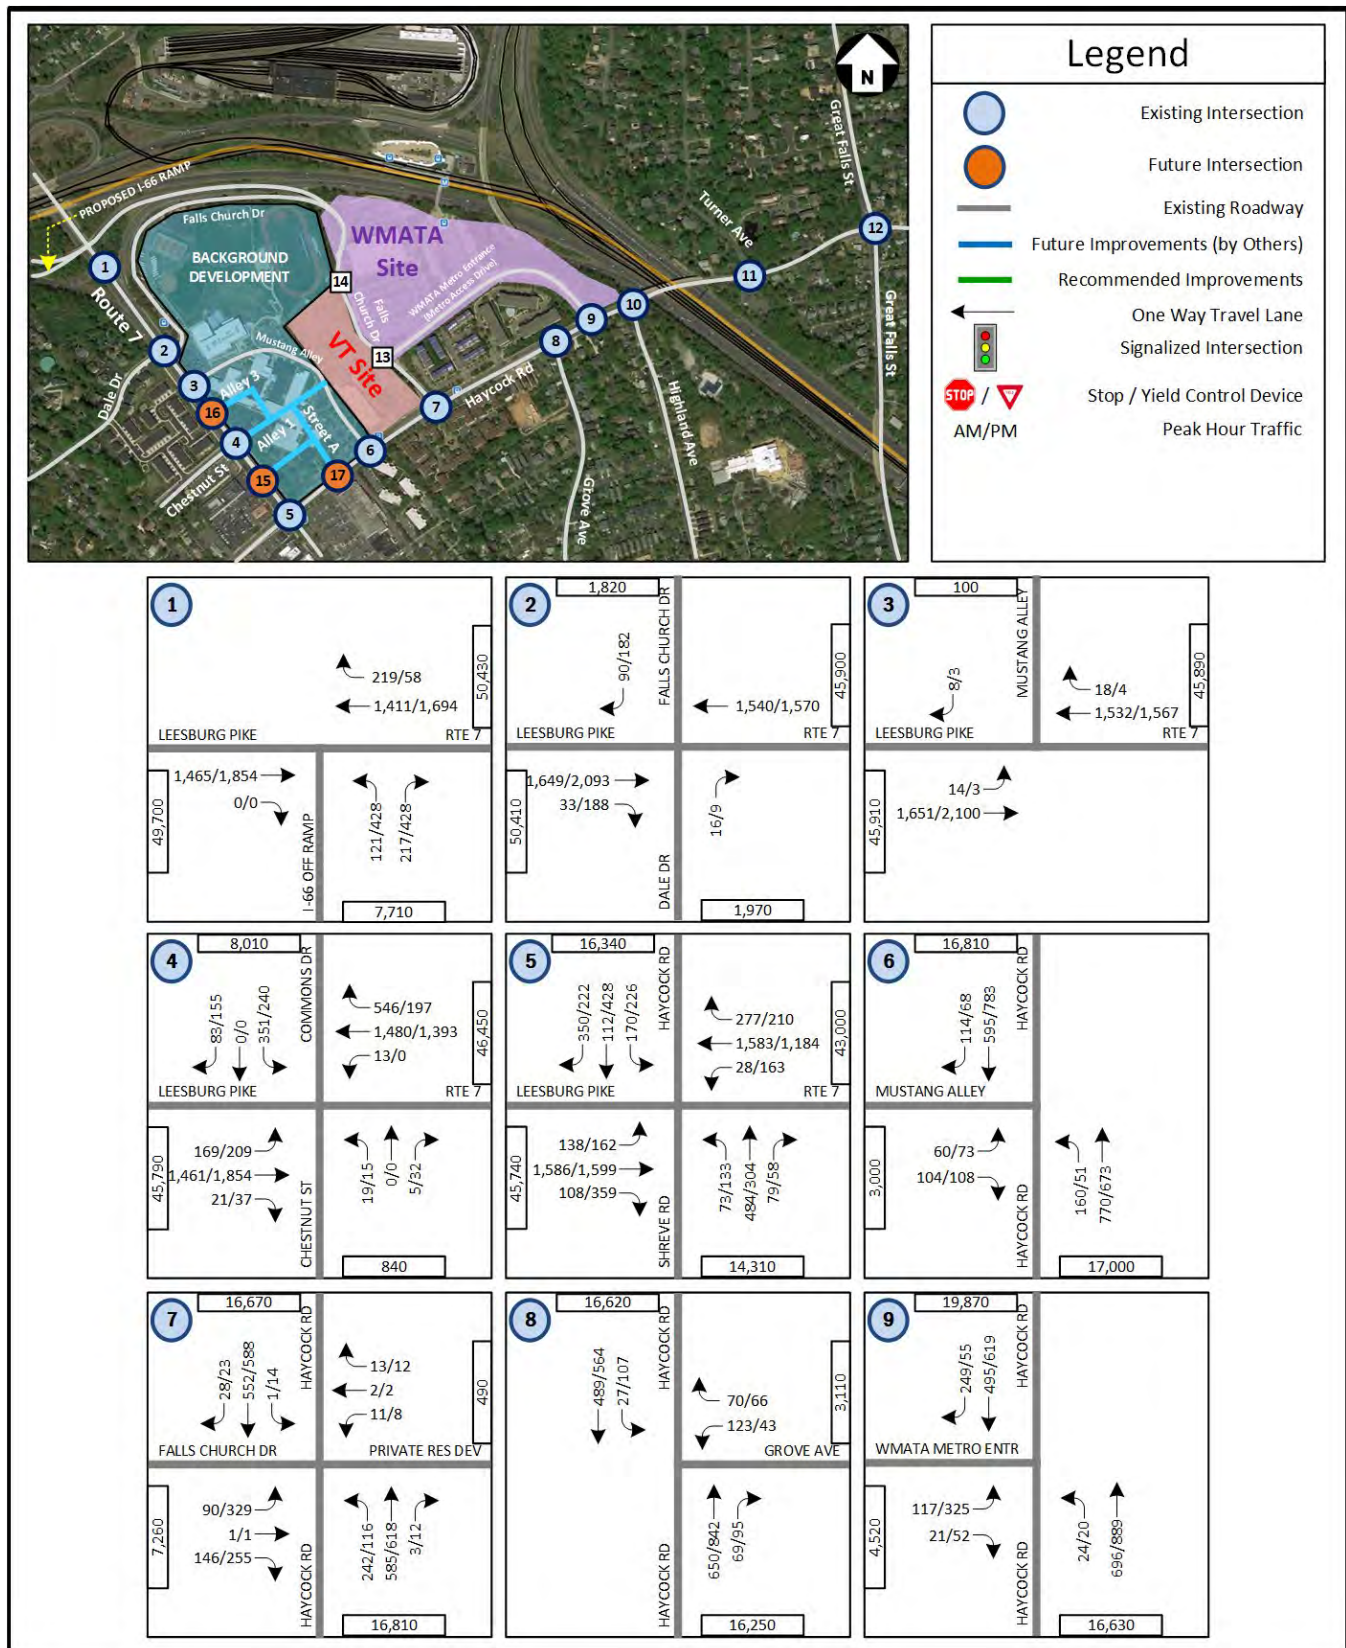 N
PROPOSED I-66 RAMP
Falls Church Dr
BACKGROUND
DEVELOPMENT
WMATA
Site
WMATA Metro Entrance
(Metro Access Drive)
Falls
Church Dr
VT Site
Mustang Alley
Route 7
Dale Dr
Alley 3
Alley 1
Street A
Chestnut St
Haycock Rd
Turner Ave
Great Falls St
Great Falls St
Highland Ave
Grove Ave
1
2
3
16
4
15
5
17
6
7
13
14
8
9
10
11
12
Legend
Existing Intersection
Future Intersection
Existing Roadway
Future Improvements (by Others)
Recommended Improvements
One Way Travel Lane
Signalized Intersection
STOP / Stop / Yield Control Device
AM/PM Peak Hour Traffic
1
219/58
1,411/1,694
50,430
LEESBURG PIKE RTE 7
1,465/1,854
0/0
49,700
I-66 OFF RAMP
121/428
217/428
7,710
2
1,820
90/182
FALLS CHURCH DR
1,540/1,570
45,900
LEESBURG PIKE RTE 7
1,649/2,093
33/188
50,410
DALE DR
16/9
1,970
3
100
8/3
MUSTANG ALLEY
18/4
1,532/1,567
45,890
LEESBURG PIKE RTE 7
14/3
1,651/2,100
45,910
4
8,010
83/155
0/0
351/240
COMMONS DR
546/197
1,480/1,393
13/0
46,450
LEESBURG PIKE RTE 7
169/209
1,461/1,854
21/37
45,790
CHESTNUT ST
19/15
0/0
5/32
840
5
16,340
350/222
112/428
170/226
HAYCOCK RD
277/210
1,583/1,184
28/163
43,000
LEESBURG PIKE RTE 7
138/162
1,586/1,599
108/359
45,740
SHREVE RD
73/133
484/304
79/58
14,310
6
16,810
114/68
595/783
HAYCOCK RD
MUSTANG ALLEY
60/73
104/108
3,000
HAYCOCK RD
160/51
770/673
17,000
7
16,670
28/23
552/588
1/14
HAYCOCK RD
13/12
2/2
11/8
490
FALLS CHURCH DR PRIVATE RES DEV
90/329
1/1
146/255
7,260
HAYCOCK RD
242/116
585/618
3/12
16,810
8
16,620
489/564
27/107
HAYCOCK RD
70/66
123/43
3,110
GROVE AVE
HAYCOCK RD
650/842
69/95
16,250
9
19,870
249/55
495/619
HAYCOCK RD
WMATA METRO ENTR
117/325
21/52
4,520
HAYCOCK RD
24/20
696/889
16,630